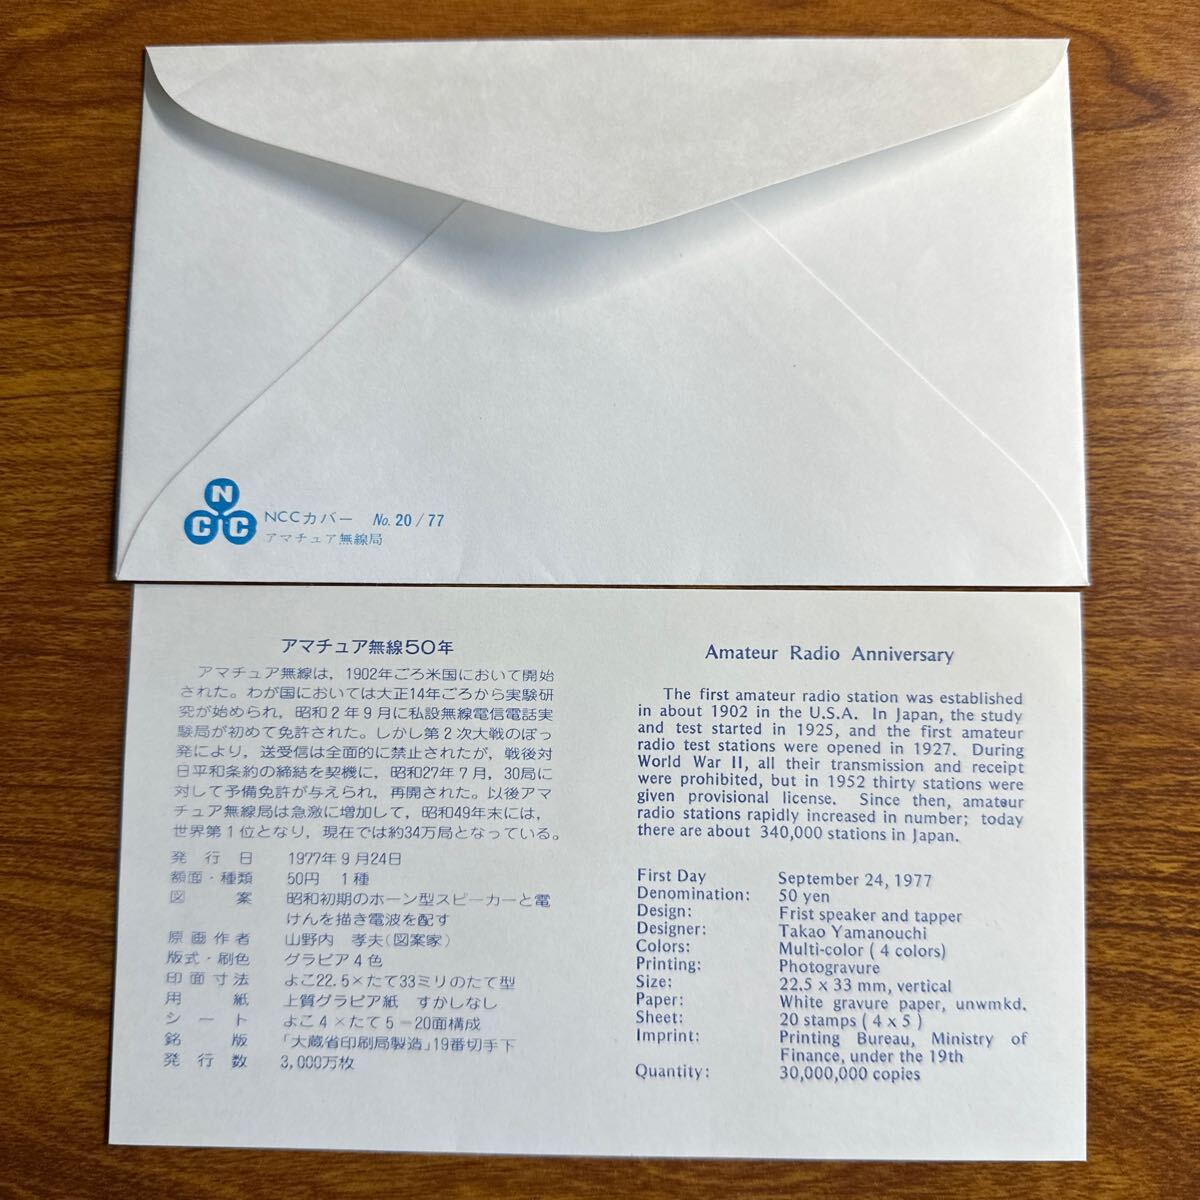 N
C C
NCCカバー No. 20 / 77
アマチュア無線局
アマチュア無線50年
アマチュア無線は，1902年ごろ米国において開始
された。わが国においては大正14年ごろから実験研
究が始められ，昭和２年９月に私設無線電信電話実
験局が初めて免許された。しかし第２次大戦のぼっ
発により，送受信は全面的に禁止されたが，戦後対
日平和条約の締結を契機に，昭和27年７月，30局に
対して予備免許が与えられ，再開された。以後アマ
チュア無線局は急激に増加して，昭和49年末には，
世界第１位となり，現在では約34万局となっている。
発行日 1977年９月24日
額面・種類 50円 １種
図案 昭和初期のホーン型スピーカーと電
けんを描き電波を配す
原画作者 山野内 孝夫（図案家）
版式・刷色 グラビア４色
印面寸法 よこ22.5×たて33ミリのたて型
用紙 上質グラビア紙 すかしなし
シート よこ４×たて５＝20面構成
銘版 「大蔵省印刷局製造」19番切手下
発行数 3,000万枚
Amateur Radio Anniversary
The first amateur radio station was established
in about 1902 in the U.S.A. In Japan, the study
and test started in 1925, and the first amateur
radio test stations were opened in 1927. During
World War II, all their transmission and receipt
were prohibited, but in 1952 thirty stations were
given provisional license. Since then, amateur
radio stations rapidly increased in number; today
there are about 340,000 stations in Japan.
First Day September 24, 1977
Denomination: 50 yen
Design: Frist speaker and tapper
Designer: Takao Yamanouchi
Colors: Multi-color ( 4 colors)
Printing: Photogravure
Size: 22.5 x 33 mm, vertical
Paper: White gravure paper, unwmkd.
Sheet: 20 stamps ( 4 x 5 )
Imprint: Printing Bureau, Ministry of
Finance, under the 19th
Quantity: 30,000,000 copies